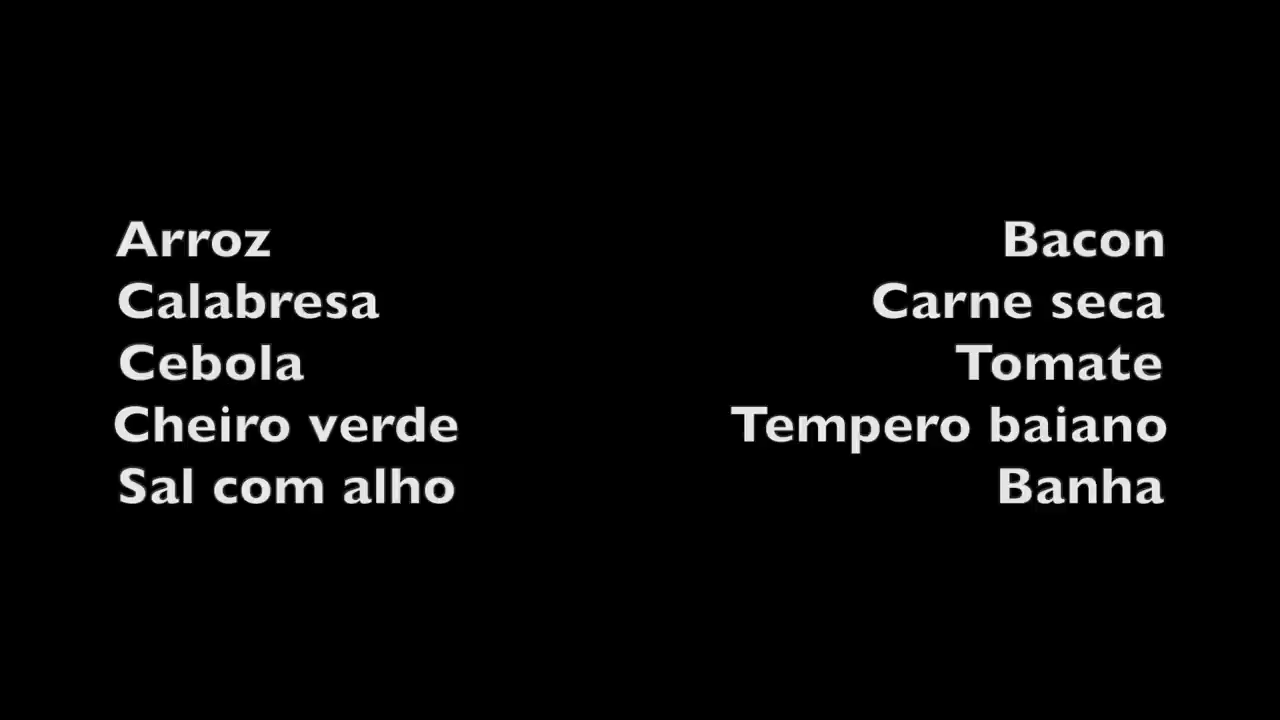 Arroz
Calabresa
Cebola
Cheiro verde
Sal com alho
Bacon
Carne seca
Tomate
Tempero baiano
Banha